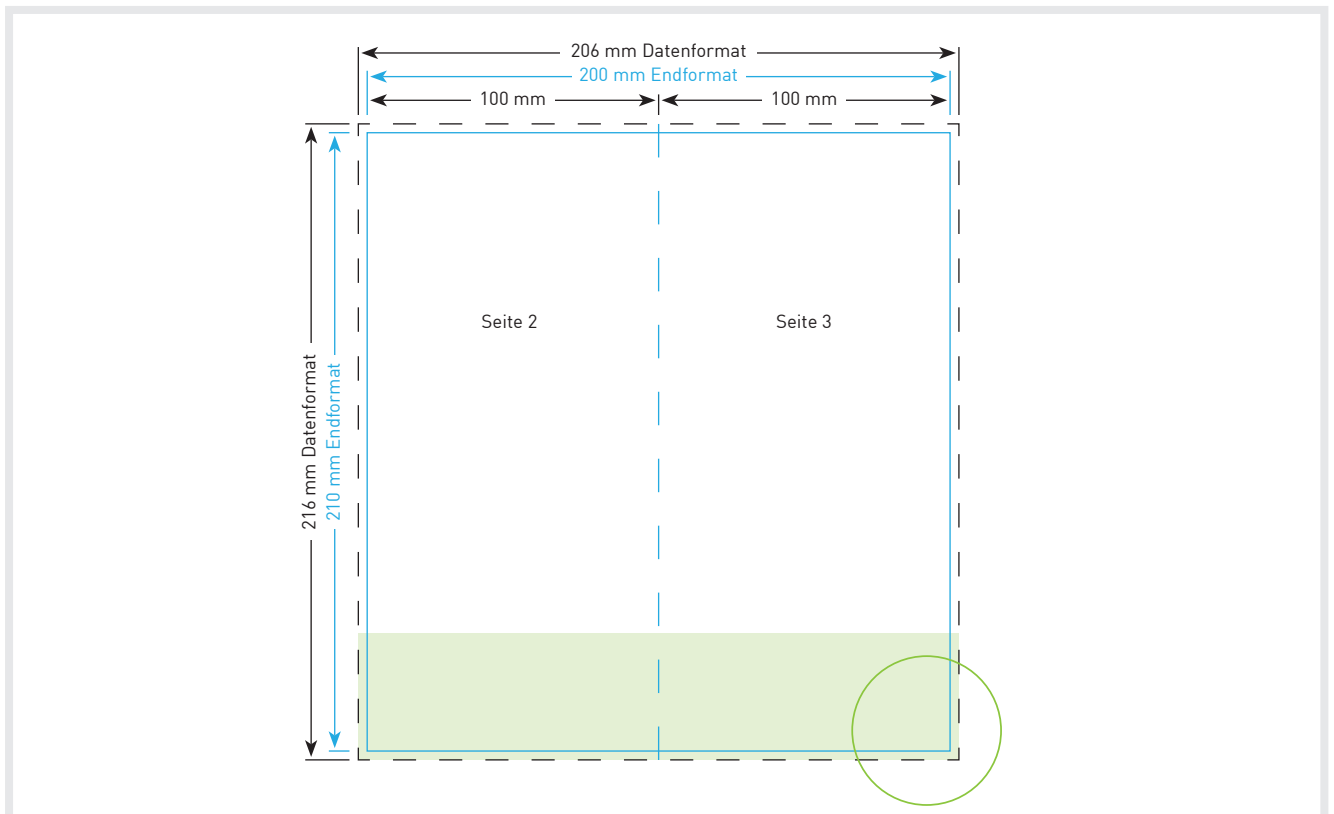 206 mm Datenformat
200 mm Endformat
100 mm
100 mm
216 mm Datenformat
210 mm Endformat
Seite 2
Seite 3